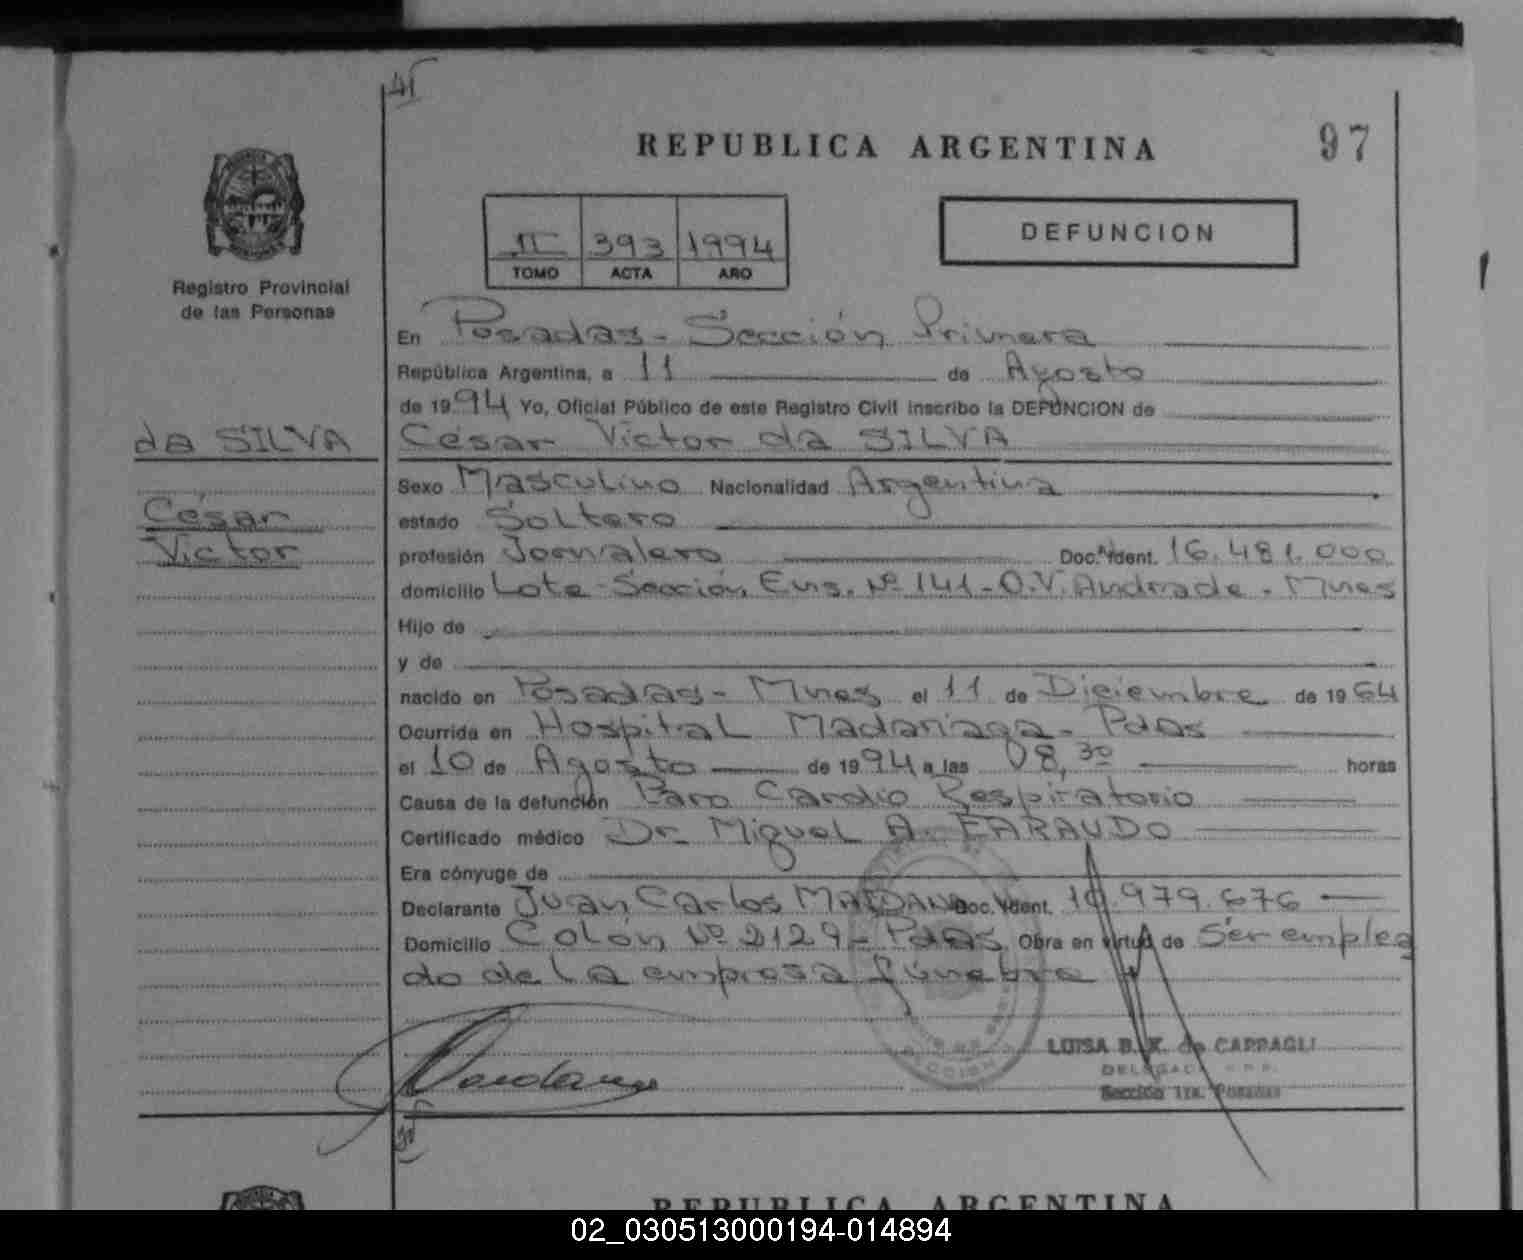 REPUBLICA ARGENTINA
97
Registro Provincial
de las Personas
II 393 1994
TOMO ACTA AÑO
DEFUNCION
En Posadas - Sección Primera
República Argentina, a 11 de Agosto
de 1994 Yo, Oficial Público de este Registro Civil inscribo la DEFUNCION de
da SILVA
César Victor da SILVA
Sexo Masculino Nacionalidad Argentina
César
estado Soltero
Victor
profesión Jornalero Doc. Ident. 16.481.000
domicilio Lote Sección Ens. Nº 141 - O.V. Andrade - Mnes
Hijo de
y de
nacido en Posadas - Mnes el 11 de Diciembre de 1964
Ocurrida en Hospital Madariaga - Pdas
el 10 de Agosto de 1994 a las 08,30 horas
Causa de la defunción Paro Cardio Respiratorio
Certificado médico Dr. Miguel A. FARAUDO
Era cónyuge de
Declarante Juan Carlos MAIDANA Doc. Ident. 10.979.676
Domicilio Colón Nº 2129 - Pdas Obra en virtud de Ser emplea
do de la empresa fúnebre
LUISA B. K. de CAPPAGLI
DELEGADA
Sección 1ra. Posadas
REPUBLICA ARGENTINA
02_030513000194-014894